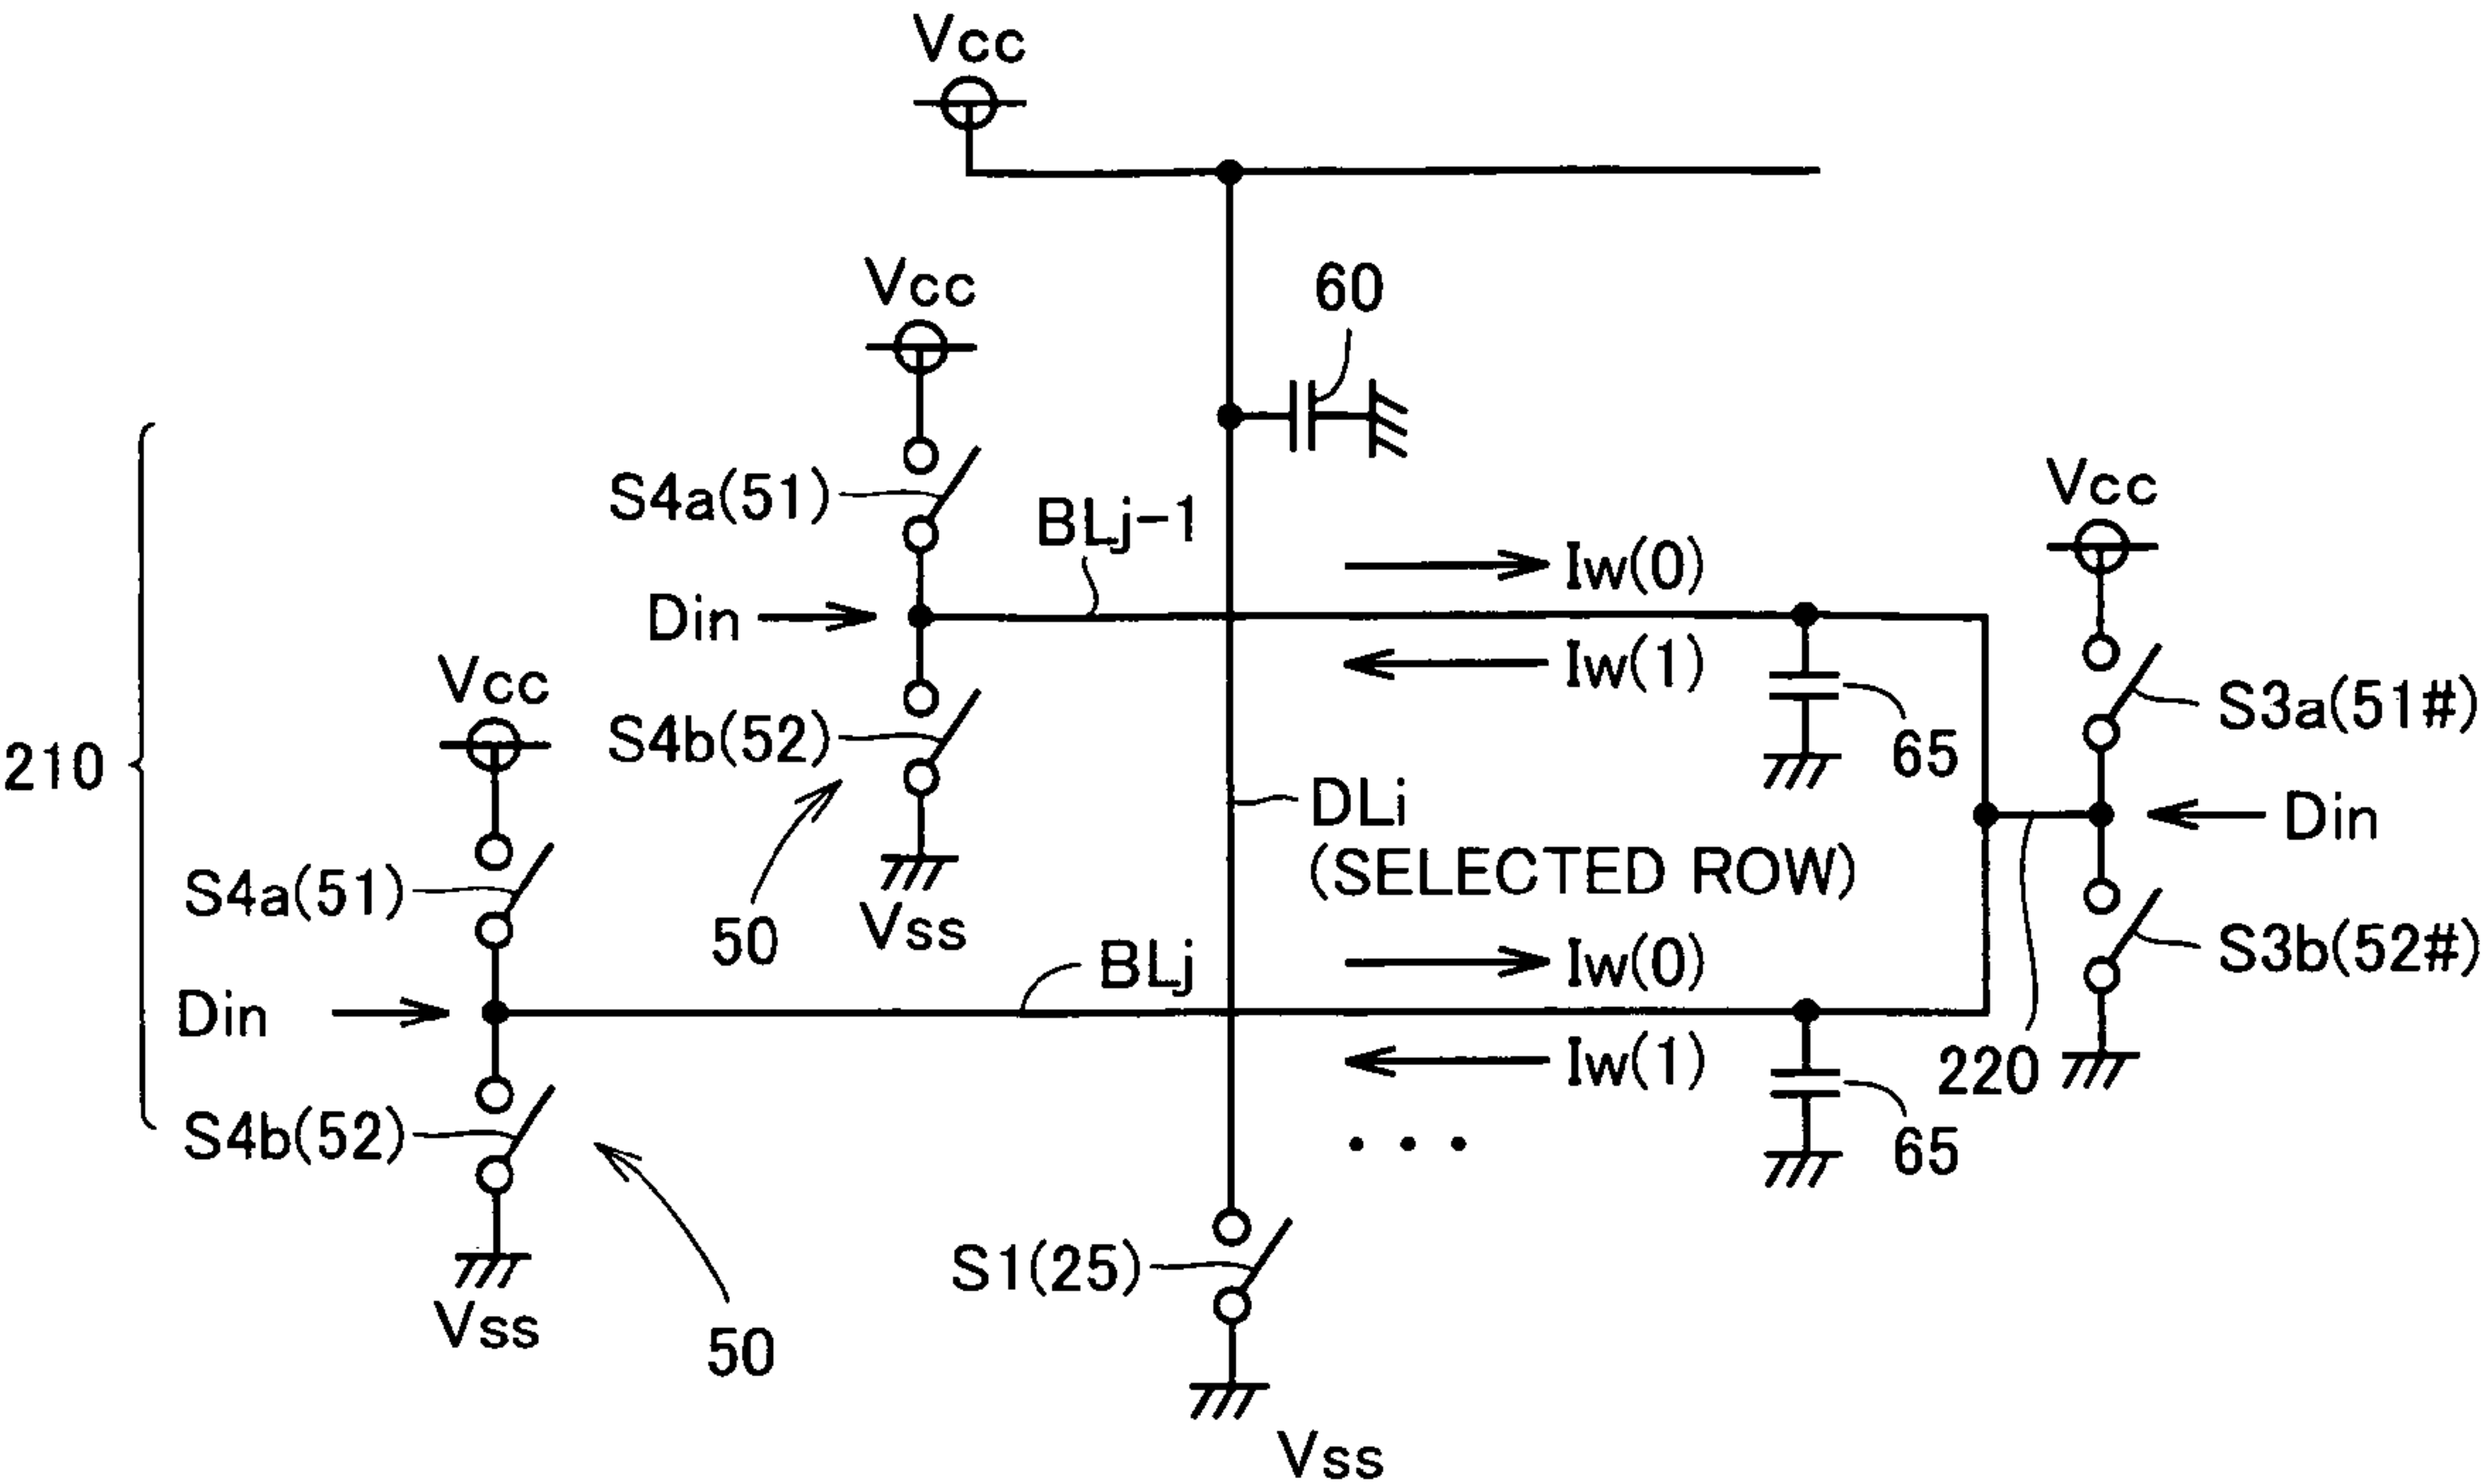 Vcc
Vcc
60
S4a(51)
BLj-1
Vcc
Iw(0)
Din
Iw(1)
Vcc
S4b(52)
65
S3a(51#)
210
DLi
(SELECTED ROW)
Din
S4a(51)
50
Vss
BLj
Iw(0)
S3b(52#)
Din
Iw(1)
220
S4b(52)
65
• • •
S1(25)
Vss
50
Vss